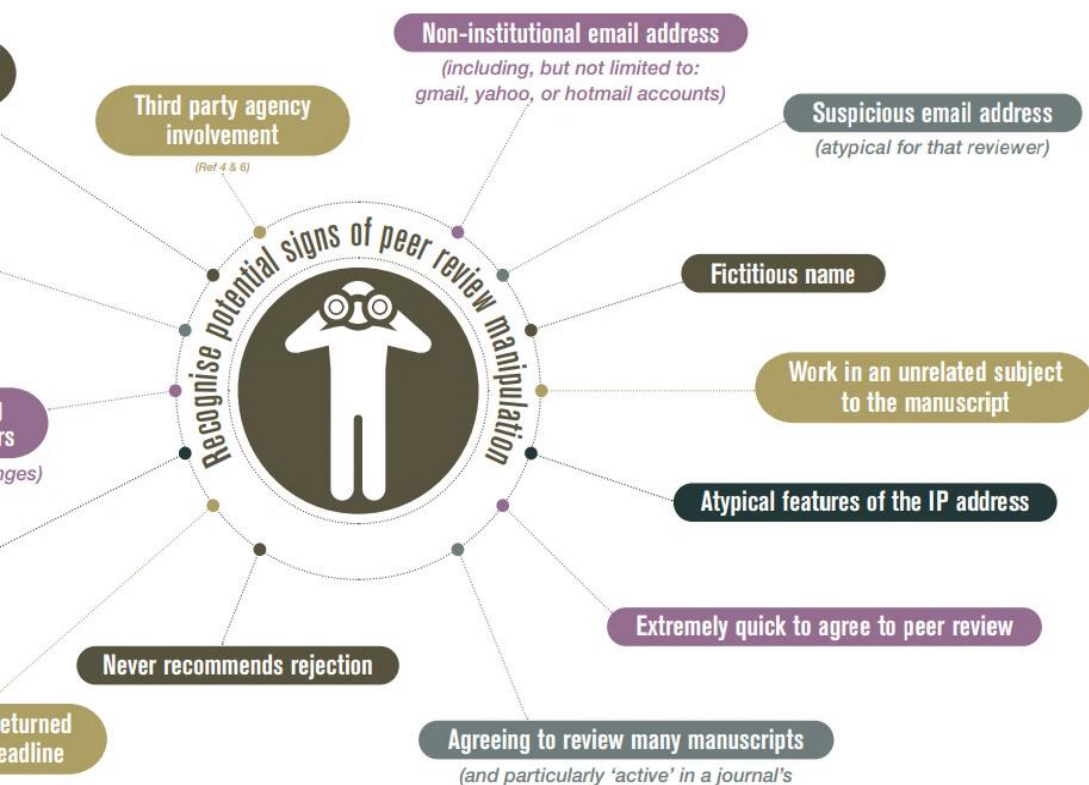 Non-institutional email address
(including, but not limited to:
gmail, yahoo, or hotmail accounts)
Third party agency
involvement
(Ref 4 & 6)
Suspicious email address
(atypical for that reviewer)
Recognise potential signs of peer review manipulation
Fictitious name
Work in an unrelated subject
to the manuscript
Atypical features of the IP address
Extremely quick to agree to peer review
Never recommends rejection
Agreeing to review many manuscripts
(and particularly ‘active’ in a journal’s